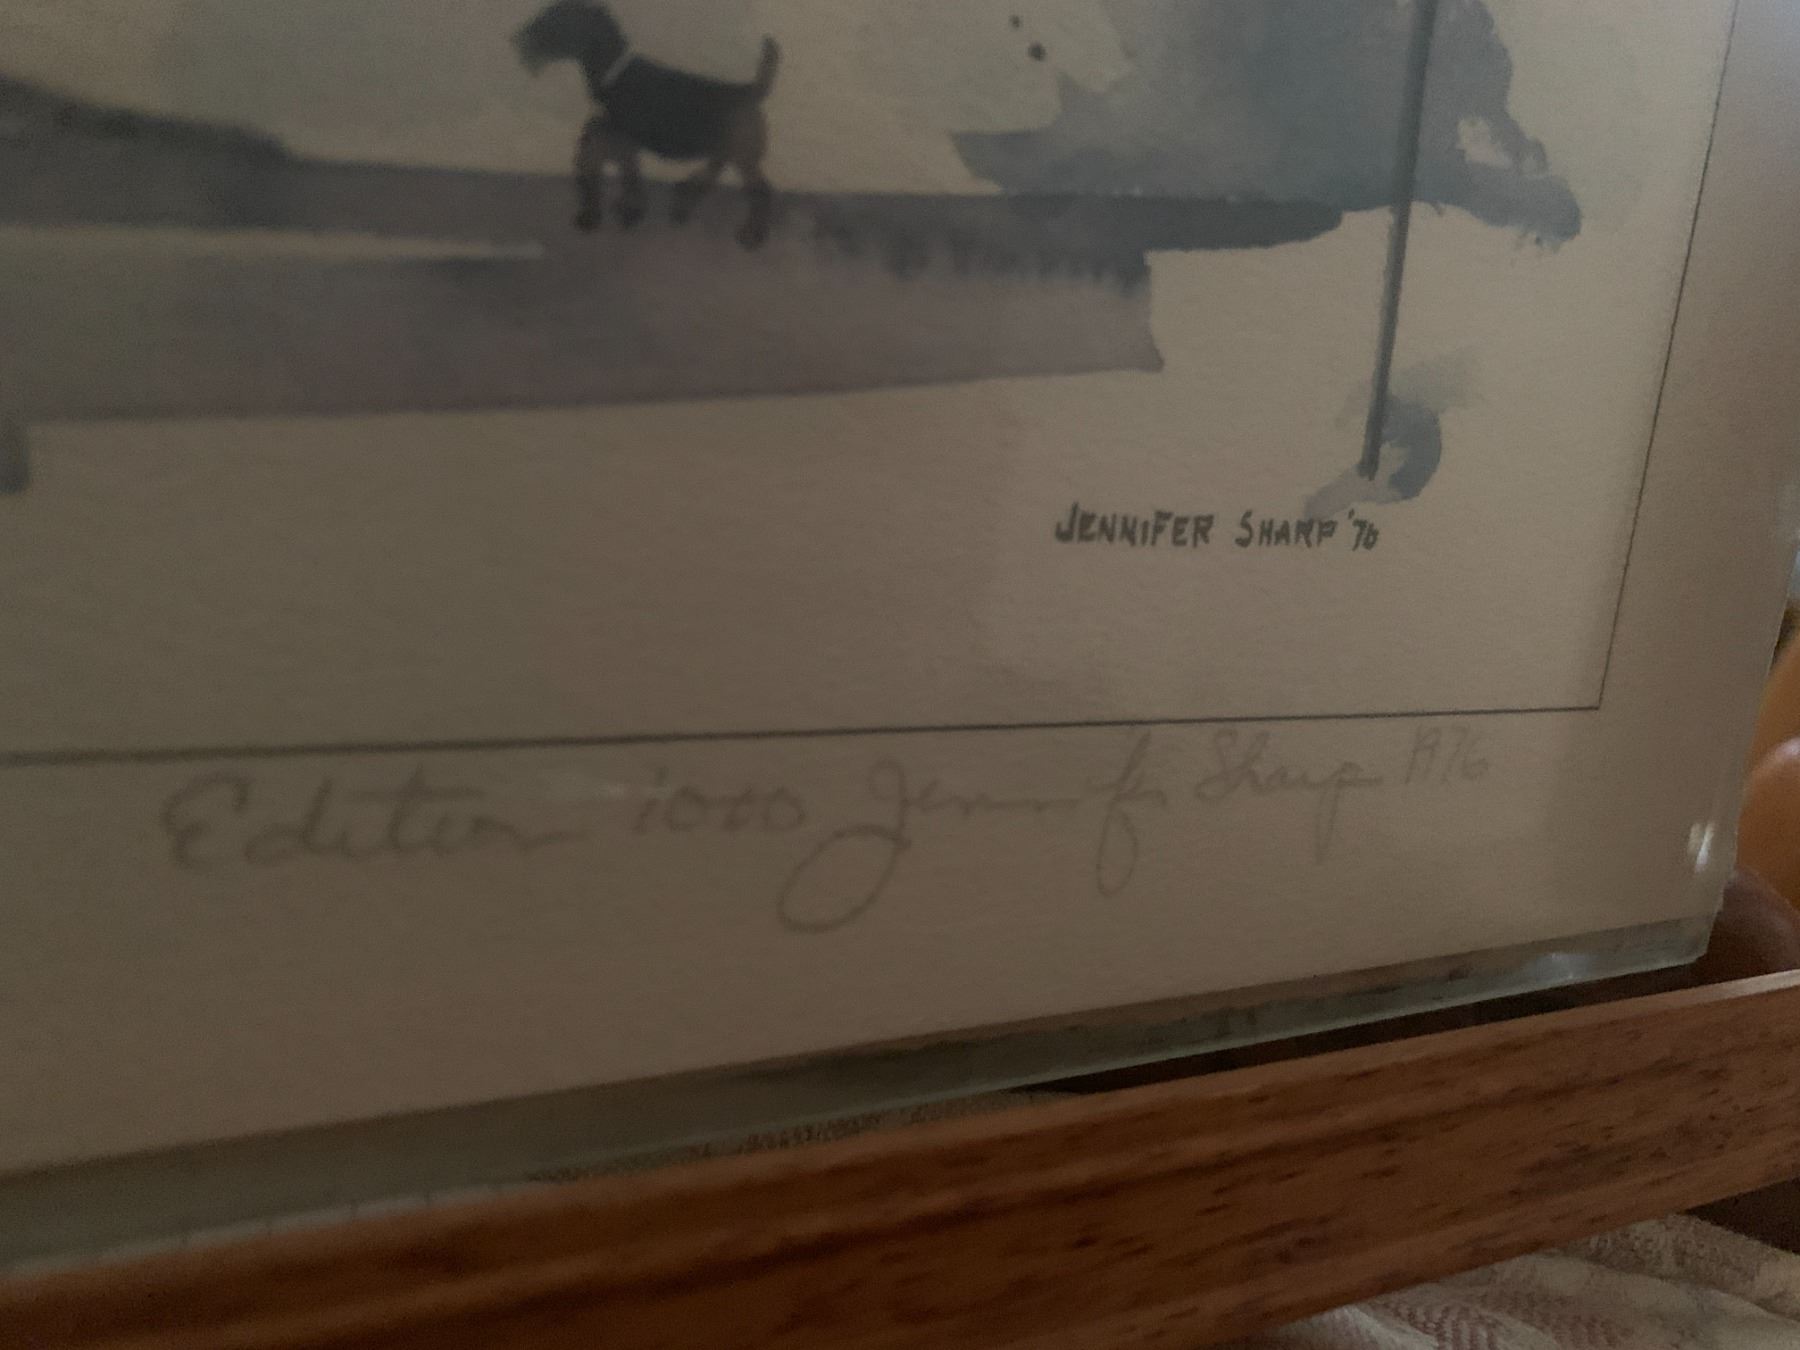 JENNIFER SHARP '76
Edition 1000 Jennifer Sharp 1976